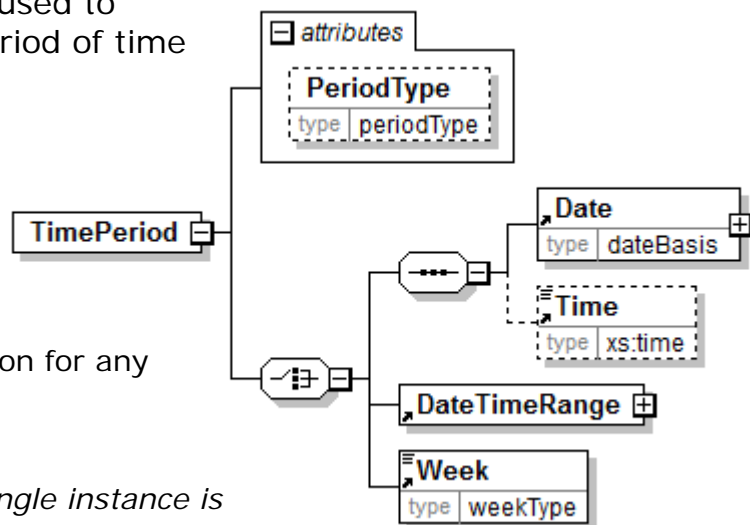 used to
riod of time
attributes
PeriodType
type periodType
TimePeriod
Date
type dateBasis
Time
type xs:time
on for any
DateTimeRange
Week
type weekType
ngle instance is